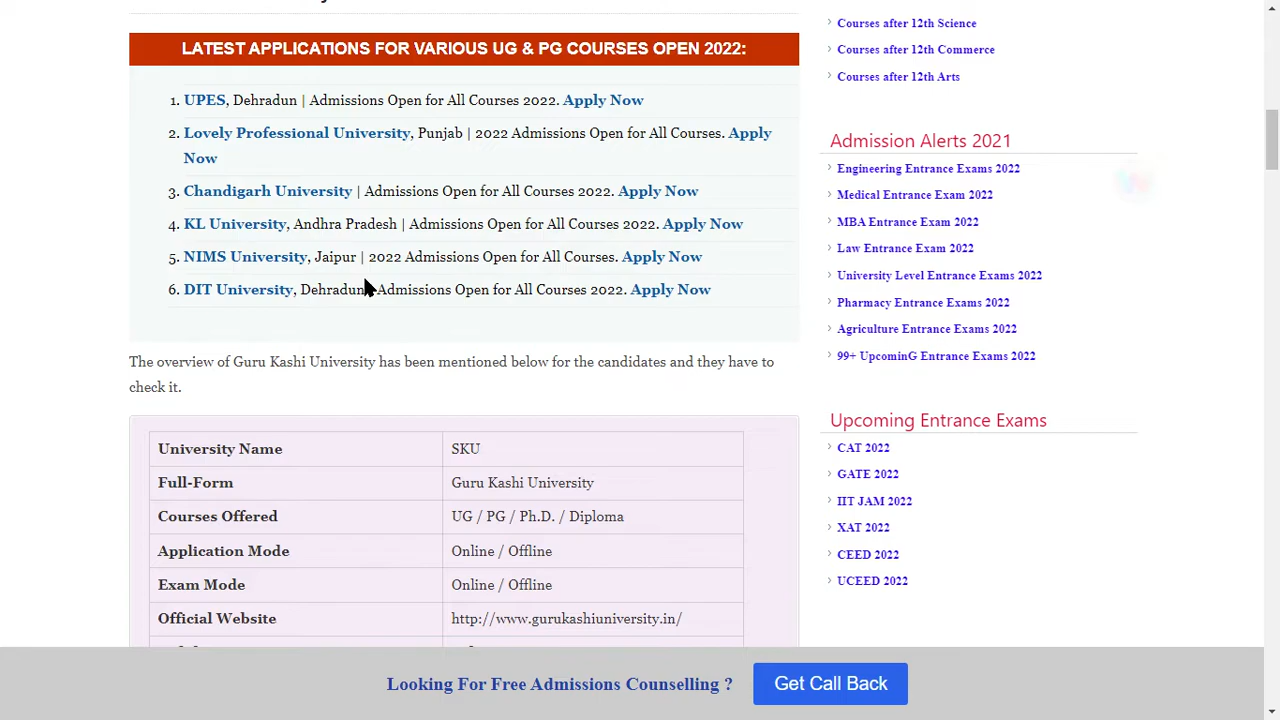 LATEST APPLICATIONS FOR VARIOUS UG & PG COURSES OPEN 2022:
1. UPES, Dehradun | Admissions Open for All Courses 2022. Apply Now
2. Lovely Professional University, Punjab | 2022 Admissions Open for All Courses. Apply
Now
3. Chandigarh University | Admissions Open for All Courses 2022. Apply Now
4. KL University, Andhra Pradesh | Admissions Open for All Courses 2022. Apply Now
5. NIMS University, Jaipur | 2022 Admissions Open for All Courses. Apply Now
6. DIT University, Dehradun | Admissions Open for All Courses 2022. Apply Now
The overview of Guru Kashi University has been mentioned below for the candidates and they have to
check it.
University Name SKU
Full-Form Guru Kashi University
Courses Offered UG / PG / Ph.D. / Diploma
Application Mode Online / Offline
Exam Mode Online / Offline
Official Website http://www.gurukashiuniversity.in/
Courses after 12th Science
Courses after 12th Commerce
Courses after 12th Arts
Admission Alerts 2021
Engineering Entrance Exams 2022
Medical Entrance Exam 2022
MBA Entrance Exam 2022
Law Entrance Exam 2022
University Level Entrance Exams 2022
Pharmacy Entrance Exams 2022
Agriculture Entrance Exams 2022
99+ UpcominG Entrance Exams 2022
Upcoming Entrance Exams
CAT 2022
GATE 2022
IIT JAM 2022
XAT 2022
CEED 2022
UCEED 2022
Looking For Free Admissions Counselling ? Get Call Back